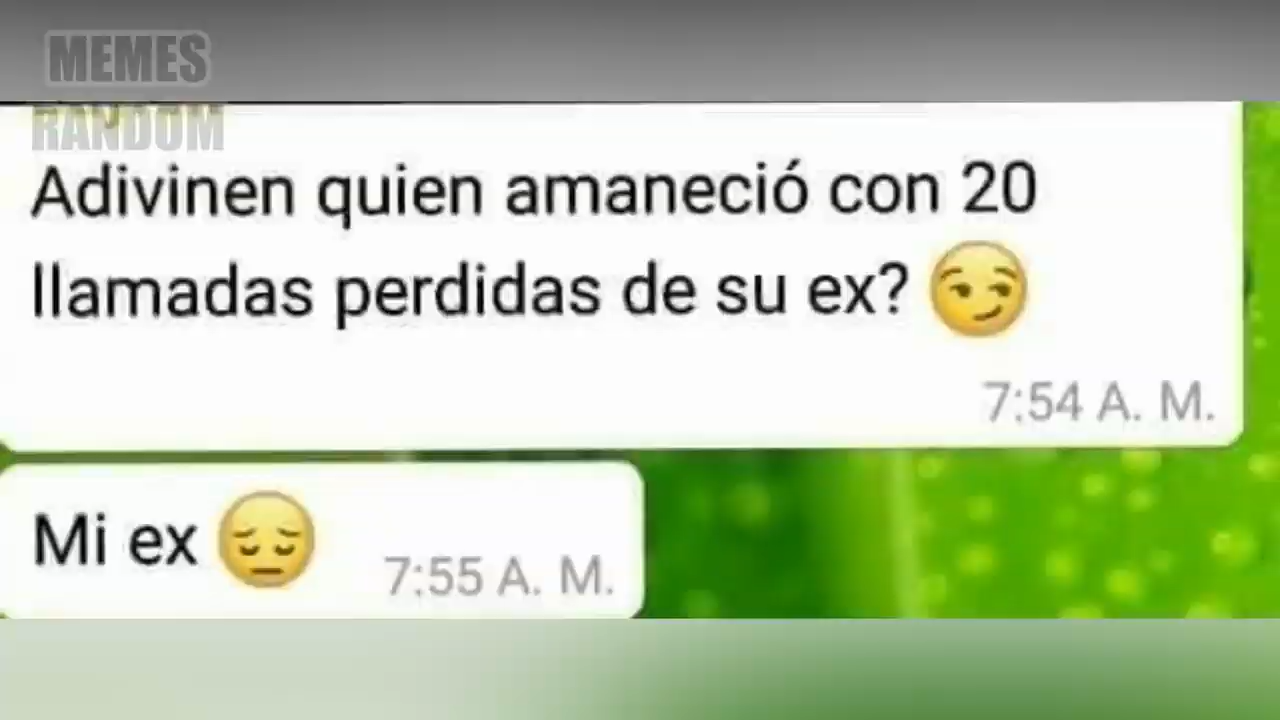 MEMES
RANDOM
Adivinen quien amaneció con 20
llamadas perdidas de su ex? 😏
7:54 A. M.
Mi ex 😔
7:55 A. M.